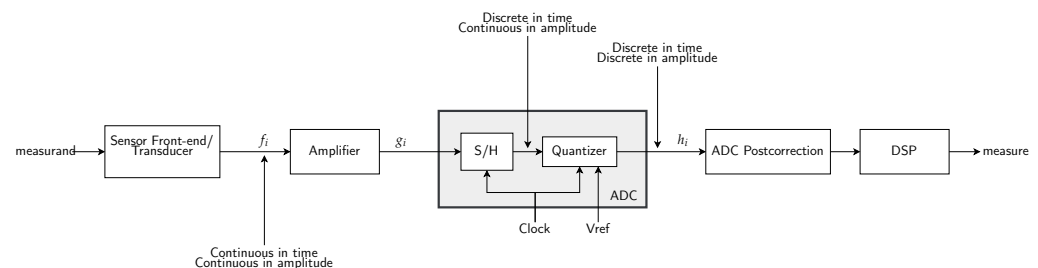 Discrete in time
Continuous in amplitude
Discrete in time
Discrete in amplitude
measurand
Sensor Front-end/
Transducer
fᵢ
Amplifier
gᵢ
S/H
Quantizer
hᵢ
ADC Postcorrection
DSP
measure
ADC
Clock
Vref
Continuous in time
Continuous in amplitude